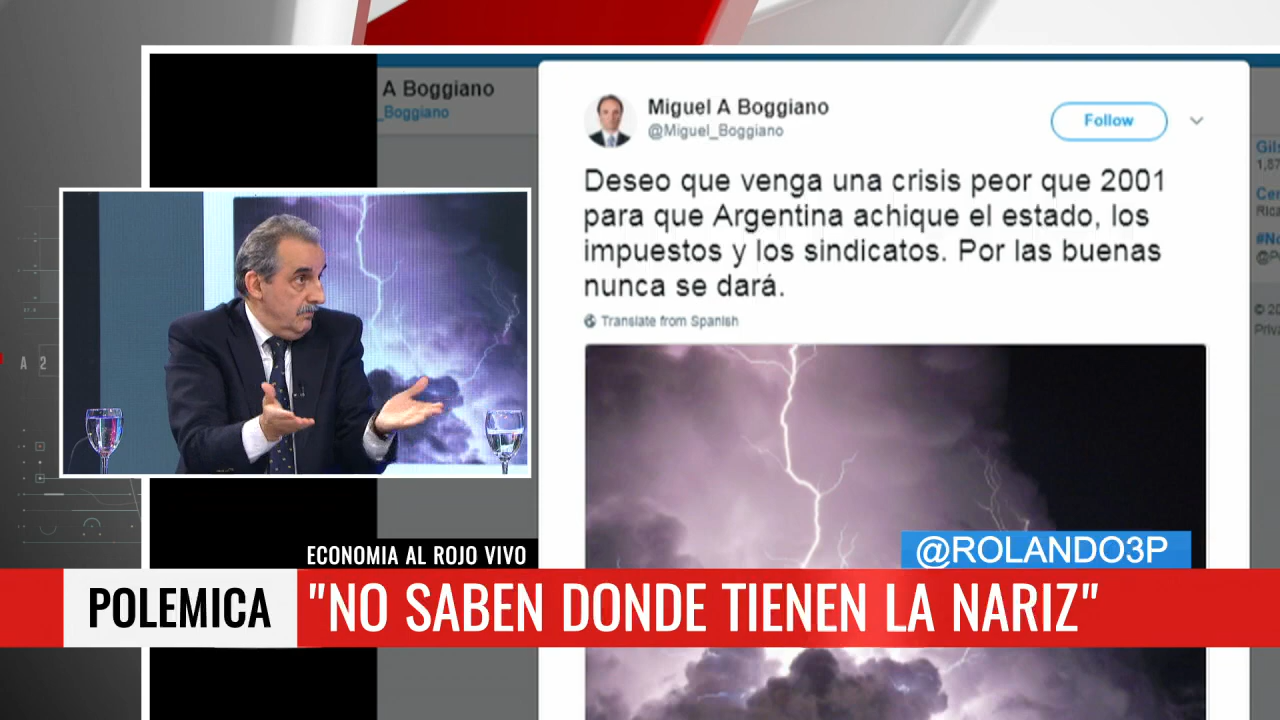 A Boggiano
_Boggiano
Miguel A Boggiano
@Miguel_Boggiano
Follow
Deseo que venga una crisis peor que 2001
para que Argentina achique el estado, los
impuestos y los sindicatos. Por las buenas
nunca se dará.
Translate from Spanish
A 2
@ROLANDO3P
ECONOMIA AL ROJO VIVO
POLEMICA
"NO SABEN DONDE TIENEN LA NARIZ"